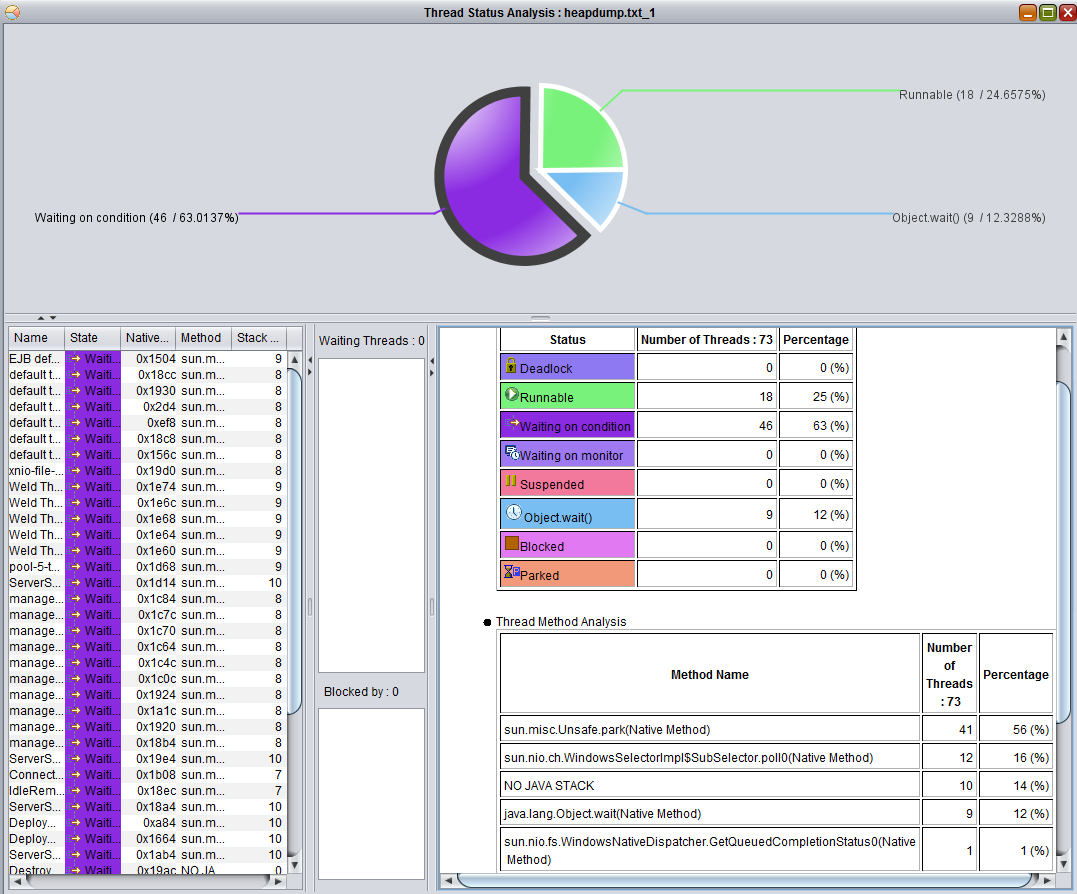 Thread Status Analysis : heapdump.txt_1
Runnable (18 / 24.6575%)
Waiting on condition (46 / 63.0137%)
Object.wait() (9 / 12.3288%)
Name State Native... Method Stack ...
EJB def... Waiti... 0x1504 sun.m... 9
default t... Waiti... 0x18cc sun.m... 8
default t... Waiti... 0x1930 sun.m... 8
default t... Waiti... 0x2d4 sun.m... 8
default t... Waiti... 0xef8 sun.m... 8
default t... Waiti... 0x18c8 sun.m... 8
default t... Waiti... 0x156c sun.m... 8
xnio-file-... Waiti... 0x19d0 sun.m... 8
Weld Th... Waiti... 0x1e74 sun.m... 9
Weld Th... Waiti... 0x1e6c sun.m... 9
Weld Th... Waiti... 0x1e68 sun.m... 9
Weld Th... Waiti... 0x1e64 sun.m... 9
Weld Th... Waiti... 0x1e60 sun.m... 9
pool-5-t... Waiti... 0x1d68 sun.m... 9
ServerS... Waiti... 0x1d14 sun.m... 10
manage... Waiti... 0x1c84 sun.m... 8
manage... Waiti... 0x1c7c sun.m... 8
manage... Waiti... 0x1c70 sun.m... 8
manage... Waiti... 0x1c64 sun.m... 8
manage... Waiti... 0x1c4c sun.m... 8
manage... Waiti... 0x1c0c sun.m... 8
manage... Waiti... 0x1924 sun.m... 8
manage... Waiti... 0x1a1c sun.m... 8
manage... Waiti... 0x1920 sun.m... 8
manage... Waiti... 0x18b4 sun.m... 8
ServerS... Waiti... 0x19e4 sun.m... 10
Connect... Waiti... 0x1b08 sun.m... 7
IdleRem... Waiti... 0x18ec sun.m... 7
ServerS... Waiti... 0x18a4 sun.m... 10
Deploy... Waiti... 0xa84 sun.m... 10
Deploy... Waiti... 0x1664 sun.m... 10
ServerS... Waiti... 0x1ab4 sun.m... 10
Destroy... Waiti... 0x19ac NO JA... 0
Waiting Threads : 0
Blocked by : 0
Status Number of Threads : 73 Percentage
Deadlock 0 0 (%)
Runnable 18 25 (%)
Waiting on condition 46 63 (%)
Waiting on monitor 0 0 (%)
Suspended 0 0 (%)
Object.wait() 9 12 (%)
Blocked 0 0 (%)
Parked 0 0 (%)
Thread Method Analysis
Method Name
Number
of
Threads
: 73
Percentage
sun.misc.Unsafe.park(Native Method) 41 56 (%)
sun.nio.ch.WindowsSelectorImpl$SubSelector.poll0(Native Method) 12 16 (%)
NO JAVA STACK 10 14 (%)
java.lang.Object.wait(Native Method) 9 12 (%)
sun.nio.fs.WindowsNativeDispatcher.GetQueuedCompletionStatus0(Native
Method) 1 1 (%)